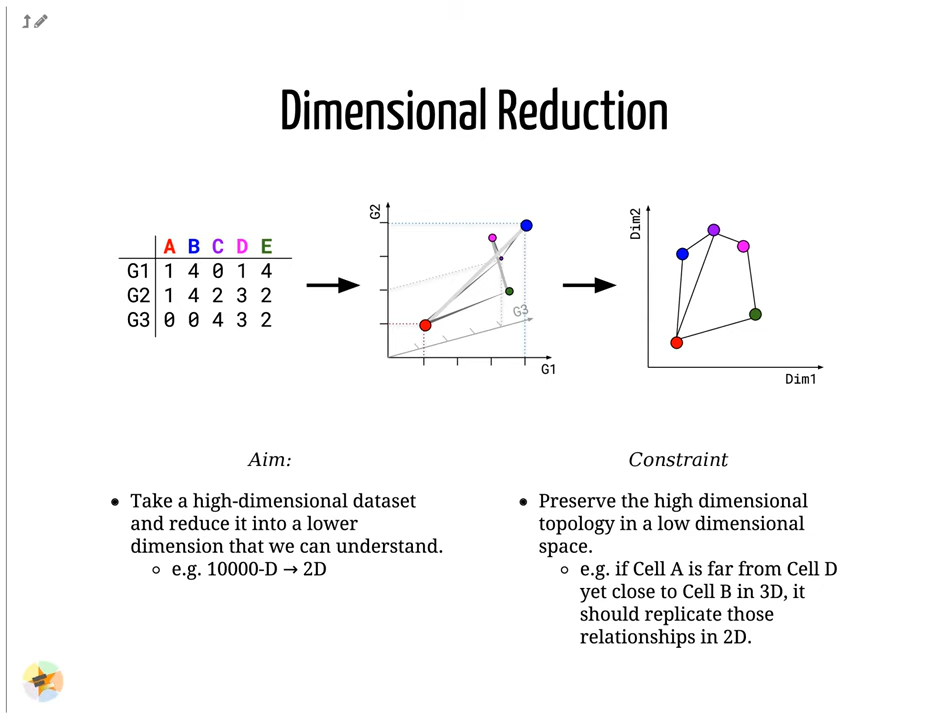 Dimensional Reduction
A B C D E
G1 1 4 0 1 4
G2 1 4 2 3 2
G3 0 0 4 3 2
G2
G3
G1
Dim2
Dim1
Aim:
• Take a high-dimensional dataset
and reduce it into a lower
dimension that we can understand.
○ e.g. 10000-D → 2D
Constraint
• Preserve the high dimensional
topology in a low dimensional
space.
○ e.g. if Cell A is far from Cell D
yet close to Cell B in 3D, it
should replicate those
relationships in 2D.